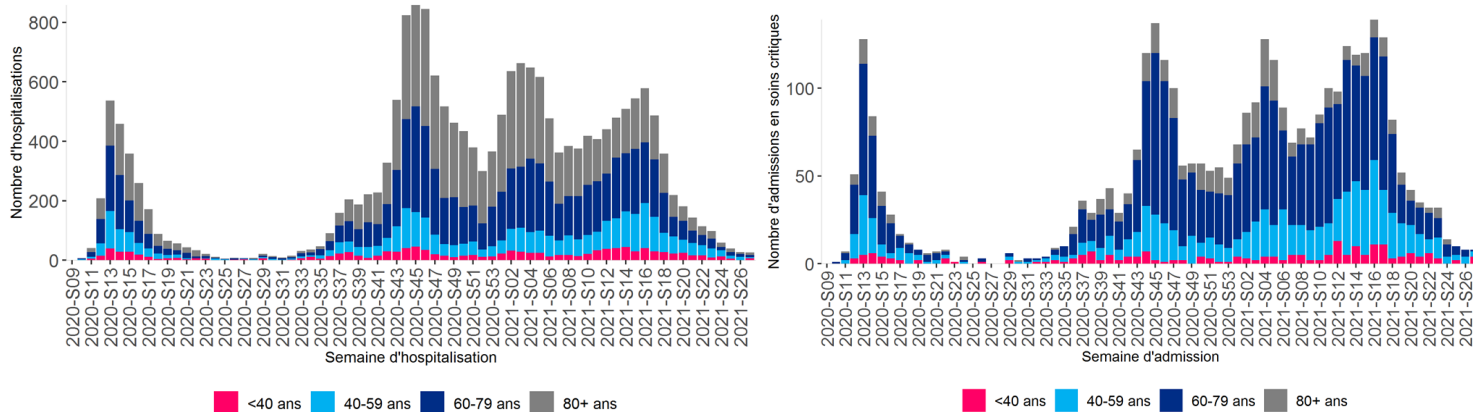 Nombre d'hospitalisations
800
600
400
200
0
2020-S09
2020-S11
2020-S13
2020-S15
2020-S17
2020-S19
2020-S21
2020-S23
2020-S25
2020-S27
2020-S29
2020-S31
2020-S33
2020-S35
2020-S37
2020-S39
2020-S41
2020-S43
2020-S45
2020-S47
2020-S49
2020-S51
2020-S53
2021-S02
2021-S04
2021-S06
2021-S08
2021-S10
2021-S12
2021-S14
2021-S16
2021-S18
2021-S20
2021-S22
2021-S24
2021-S26
Semaine d'hospitalisation
<40 ans 40-59 ans 60-79 ans 80+ ans
Nombre d'admissions en soins critiques
100
50
0
2020-S09
2020-S11
2020-S13
2020-S15
2020-S17
2020-S19
2020-S21
2020-S23
2020-S25
2020-S27
2020-S29
2020-S31
2020-S33
2020-S35
2020-S37
2020-S39
2020-S41
2020-S43
2020-S45
2020-S47
2020-S49
2020-S51
2020-S53
2021-S02
2021-S04
2021-S06
2021-S08
2021-S10
2021-S12
2021-S14
2021-S16
2021-S18
2021-S20
2021-S22
2021-S24
2021-S26
Semaine d'admission
<40 ans 40-59 ans 60-79 ans 80+ ans